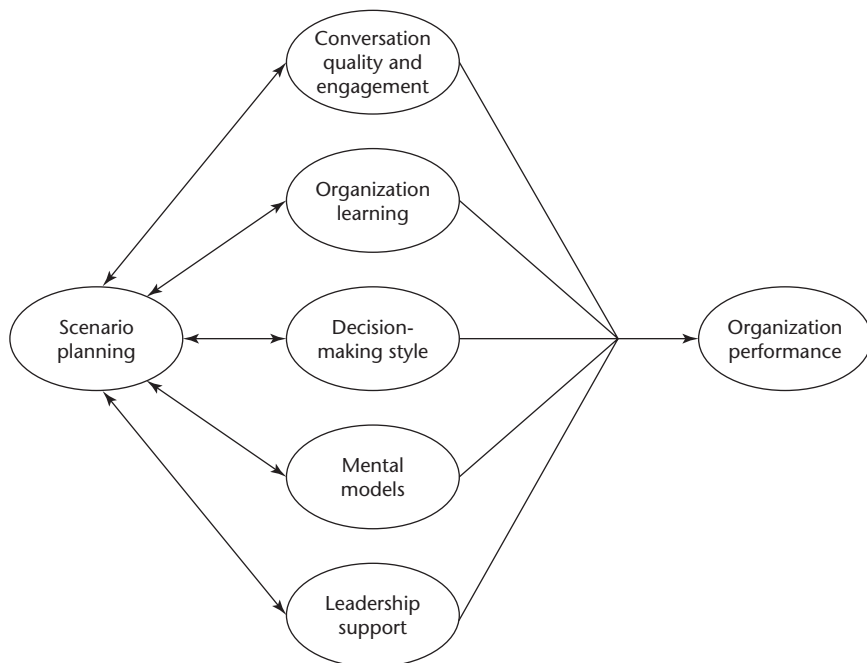 Conversation
quality and
engagement
Organization
learning
Scenario
planning
Decision-
making style
Organization
performance
Mental
models
Leadership
support